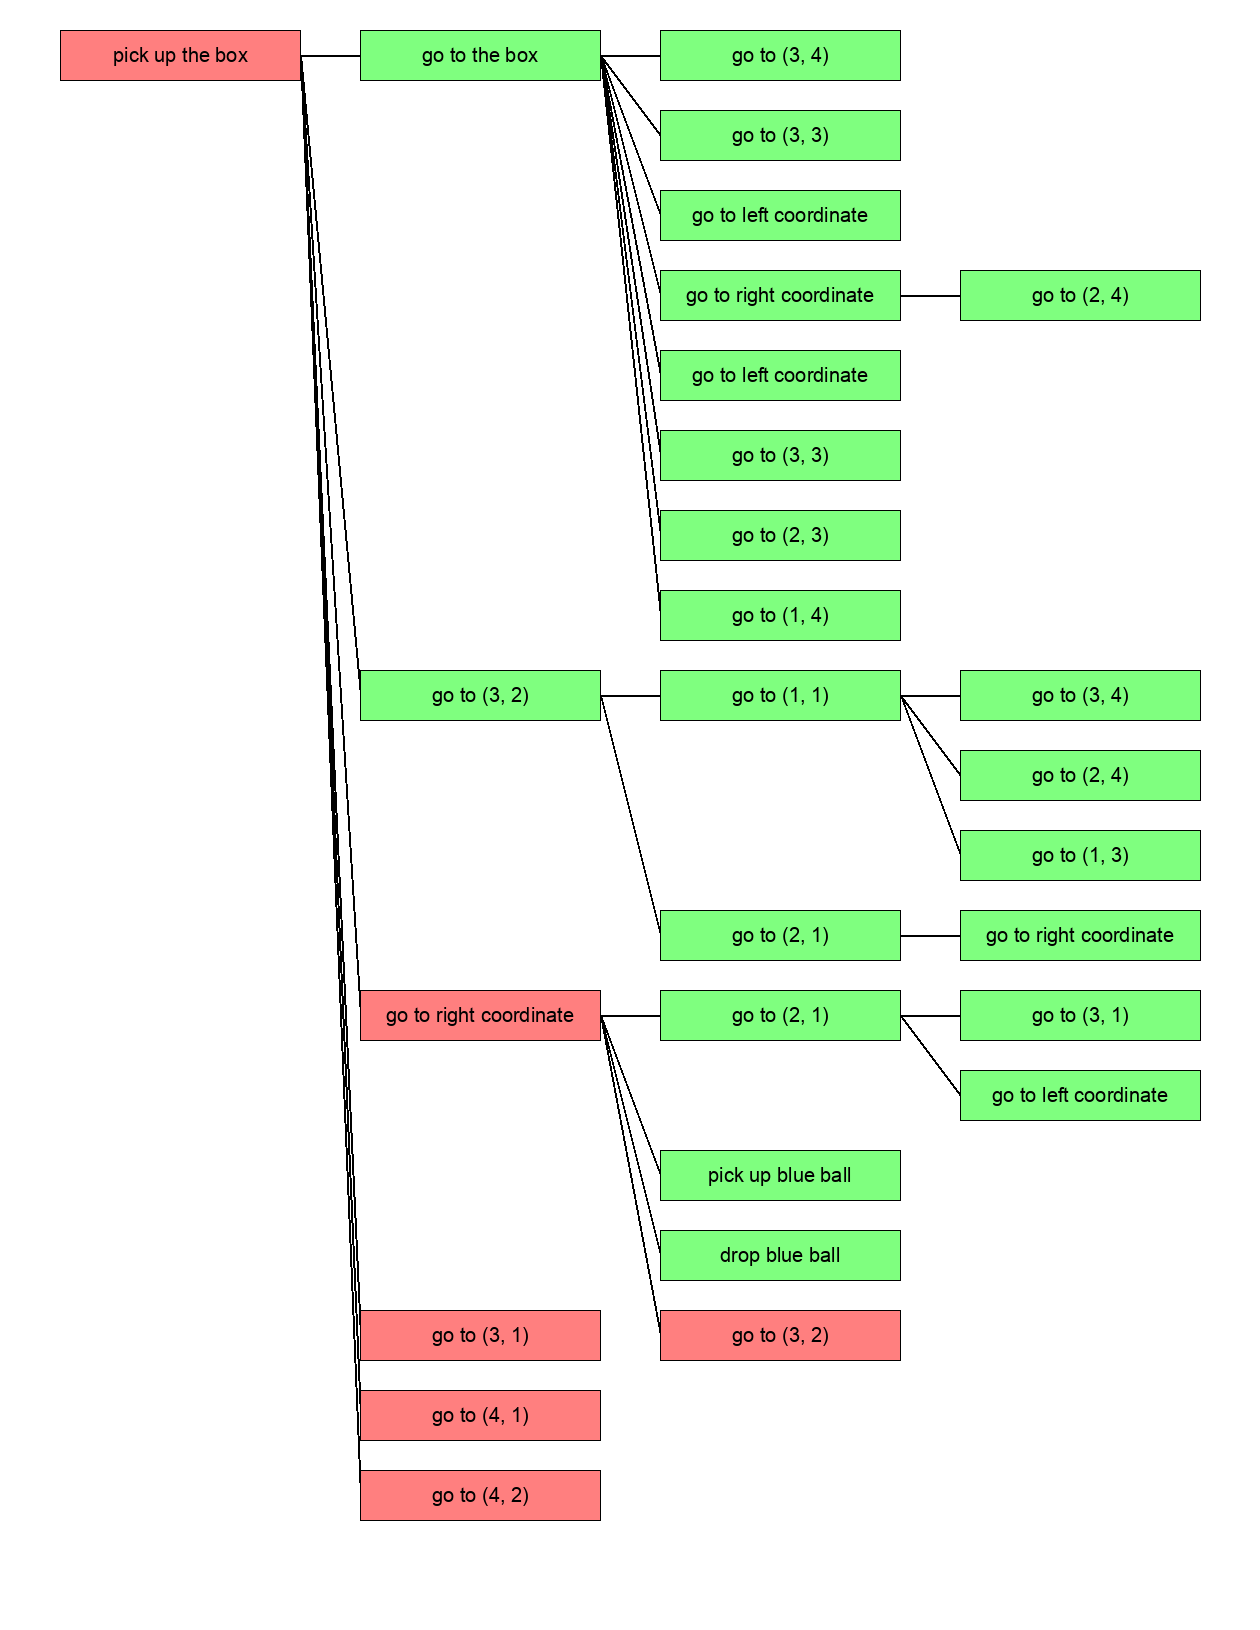 pick up the box
go to the box
go to (3, 4)
go to (3, 3)
go to left coordinate
go to right coordinate
go to (2, 4)
go to left coordinate
go to (3, 3)
go to (2, 3)
go to (1, 4)
go to (3, 2)
go to (1, 1)
go to (3, 4)
go to (2, 4)
go to (1, 3)
go to (2, 1)
go to right coordinate
go to right coordinate
go to (2, 1)
go to (3, 1)
go to left coordinate
pick up blue ball
drop blue ball
go to (3, 1)
go to (3, 2)
go to (4, 1)
go to (4, 2)